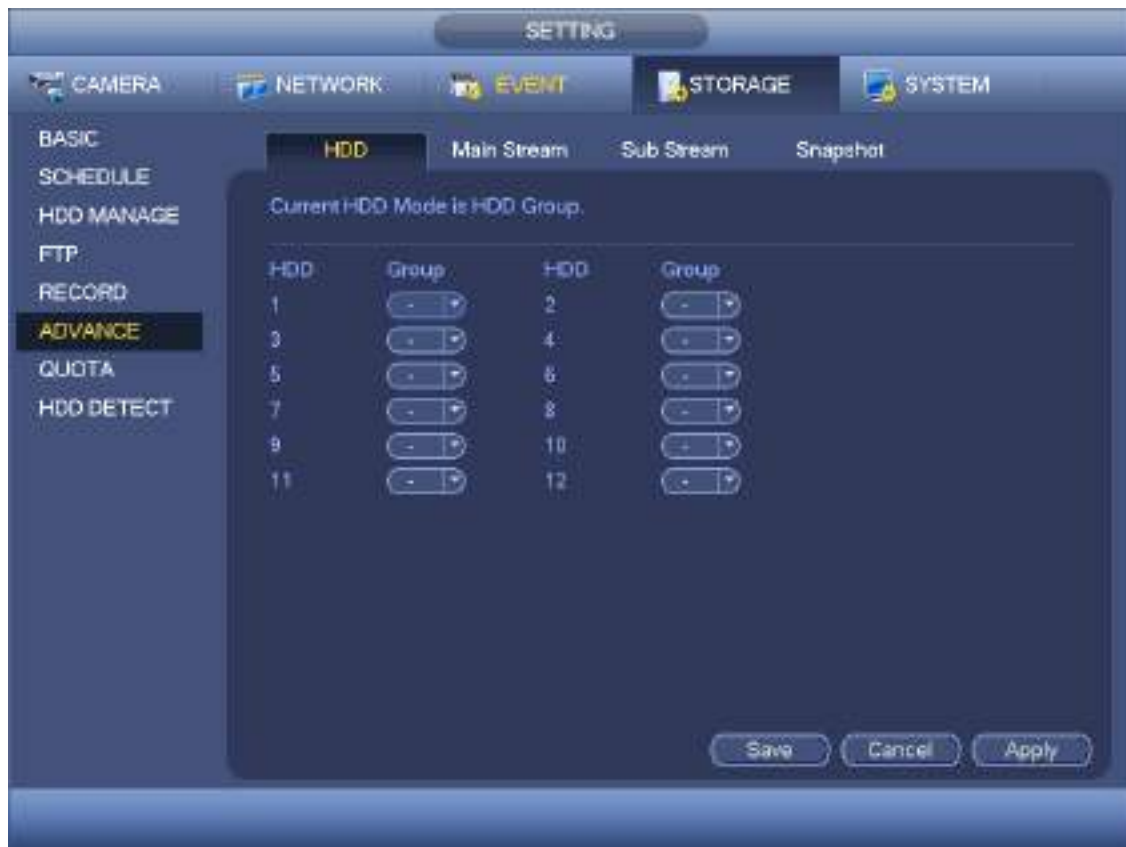 SETTING
CAMERA NETWORK EVENT STORAGE SYSTEM
BASIC
SCHEDULE
HDD MANAGE
FTP
RECORD
ADVANCE
QUOTA
HDD DETECT
HDD Main Stream Sub Stream Snapshot
Current HDD Mode is HDD Group.
HDD Group HDD Group
1 - 2 -
3 - 4 -
5 - 6 -
7 - 8 -
9 - 10 -
11 - 12 -
Save Cancel Apply